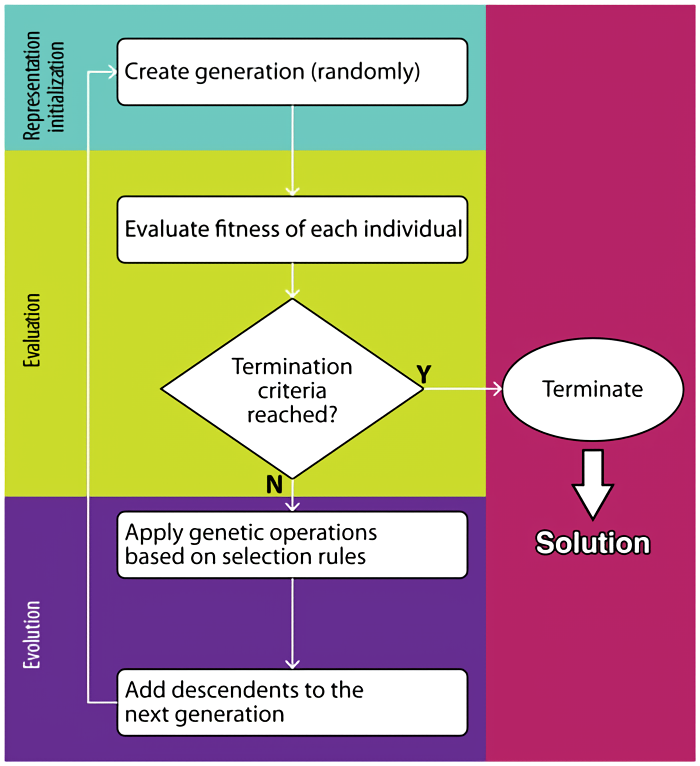 Representation
initialization
Create generation (randomly)
Evaluation
Evaluate fitness of each individual
Termination
criteria
reached?
Y
Terminate
N
Solution
Evolution
Apply genetic operations
based on selection rules
Add descendents to the
next generation